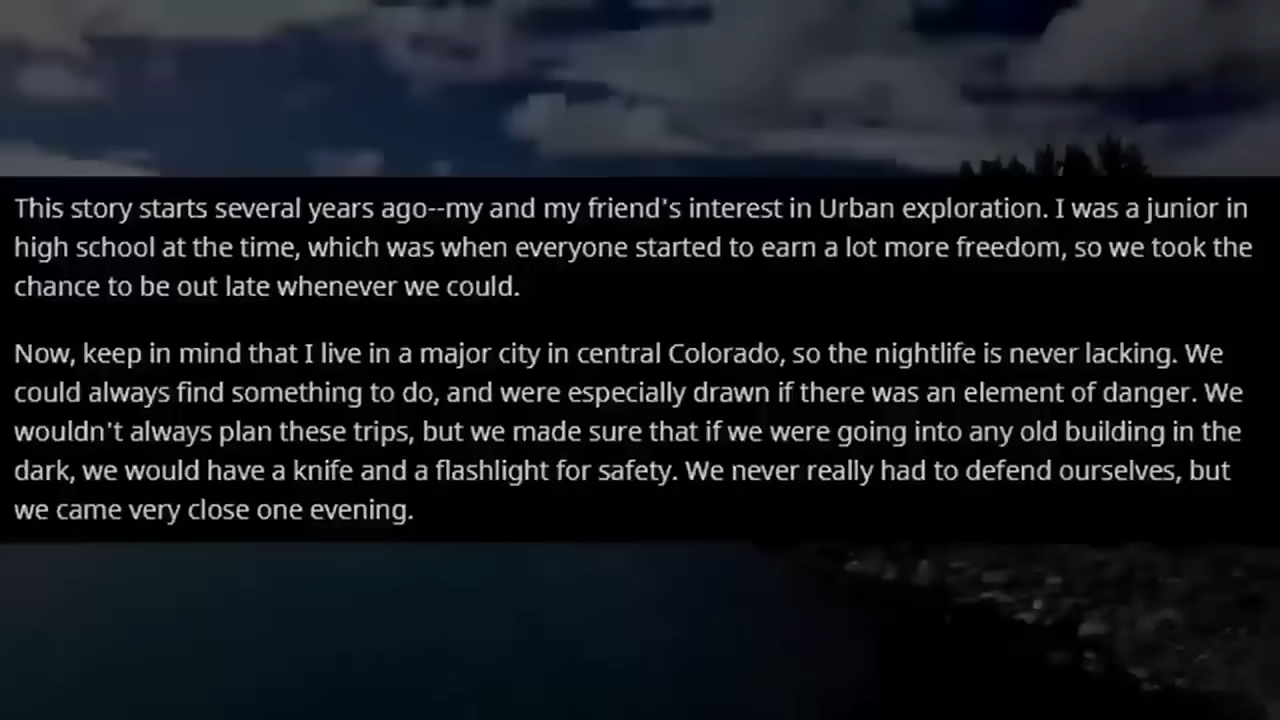 This story starts several years ago--my and my friend's interest in Urban exploration. I was a junior in
high school at the time, which was when everyone started to earn a lot more freedom, so we took the
chance to be out late whenever we could.
Now, keep in mind that I live in a major city in central Colorado, so the nightlife is never lacking. We
could always find something to do, and were especially drawn if there was an element of danger. We
wouldn't always plan these trips, but we made sure that if we were going into any old building in the
dark, we would have a knife and a flashlight for safety. We never really had to defend ourselves, but
we came very close one evening.